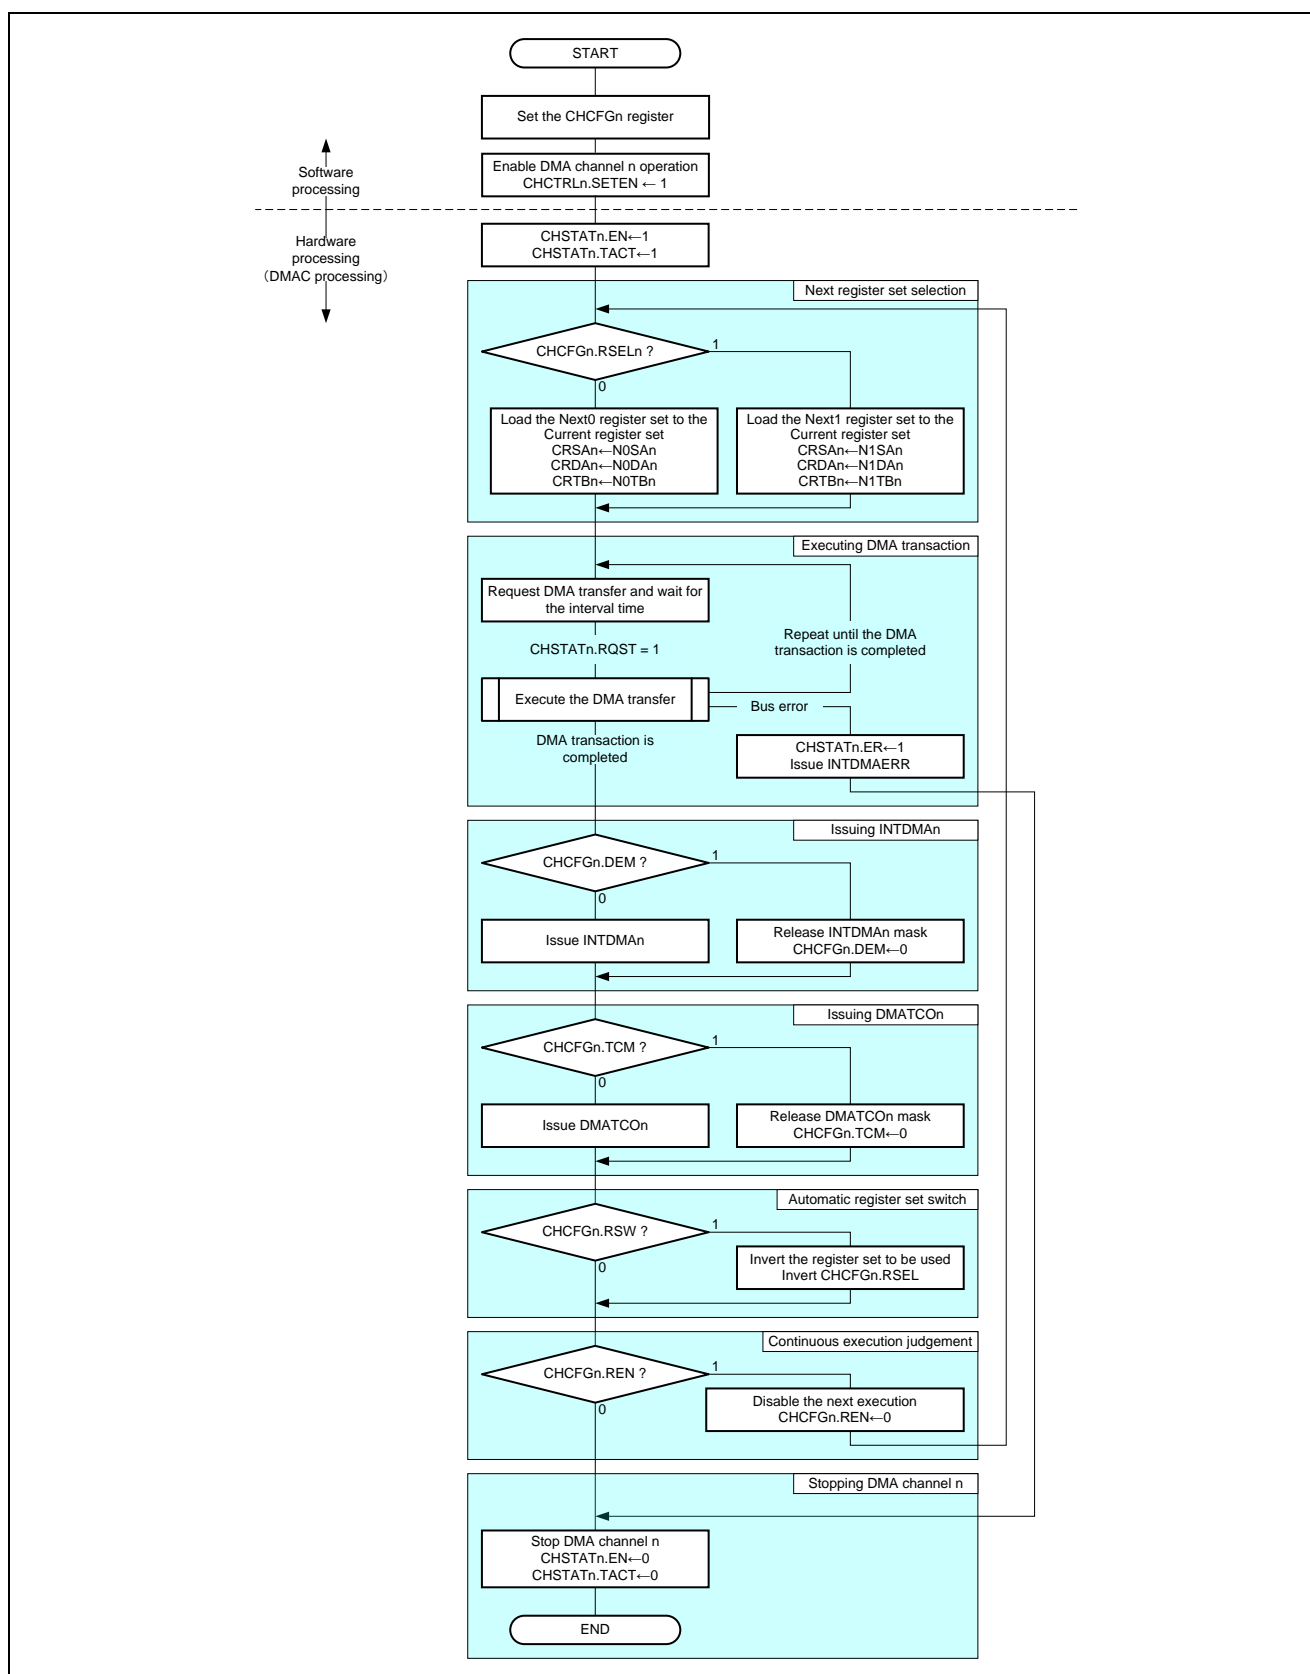 START
Set the CHCFGn register
Enable DMA channel n operation
CHCTRLn.SETEN ← 1
Software
processing
Hardware
processing
（DMAC processing）
CHSTATn.EN←1
CHSTATn.TACT←1
Next register set selection
CHCFGn.RSELn ?
1
0
Load the Next0 register set to the
Current register set
CRSAn←N0SAn
CRDAn←N0DAn
CRTBn←N0TBn
Load the Next1 register set to the
Current register set
CRSAn←N1SAn
CRDAn←N1DAn
CRTBn←N1TBn
Executing DMA transaction
Request DMA transfer and wait for
the interval time
Repeat until the DMA
transaction is completed
CHSTATn.RQST = 1
Execute the DMA transfer
Bus error
DMA transaction is
completed
CHSTATn.ER←1
Issue INTDMAERR
Issuing INTDMAn
CHCFGn.DEM ?
1
0
Issue INTDMAn
Release INTDMAn mask
CHCFGn.DEM←0
Issuing DMATCOn
CHCFGn.TCM ?
1
0
Issue DMATCOn
Release DMATCOn mask
CHCFGn.TCM←0
Automatic register set switch
CHCFGn.RSW ?
1
0
Invert the register set to be used
Invert CHCFGn.RSEL
Continuous execution judgement
CHCFGn.REN ?
1
0
Disable the next execution
CHCFGn.REN←0
Stopping DMA channel n
Stop DMA channel n
CHSTATn.EN←0
CHSTATn.TACT←0
END